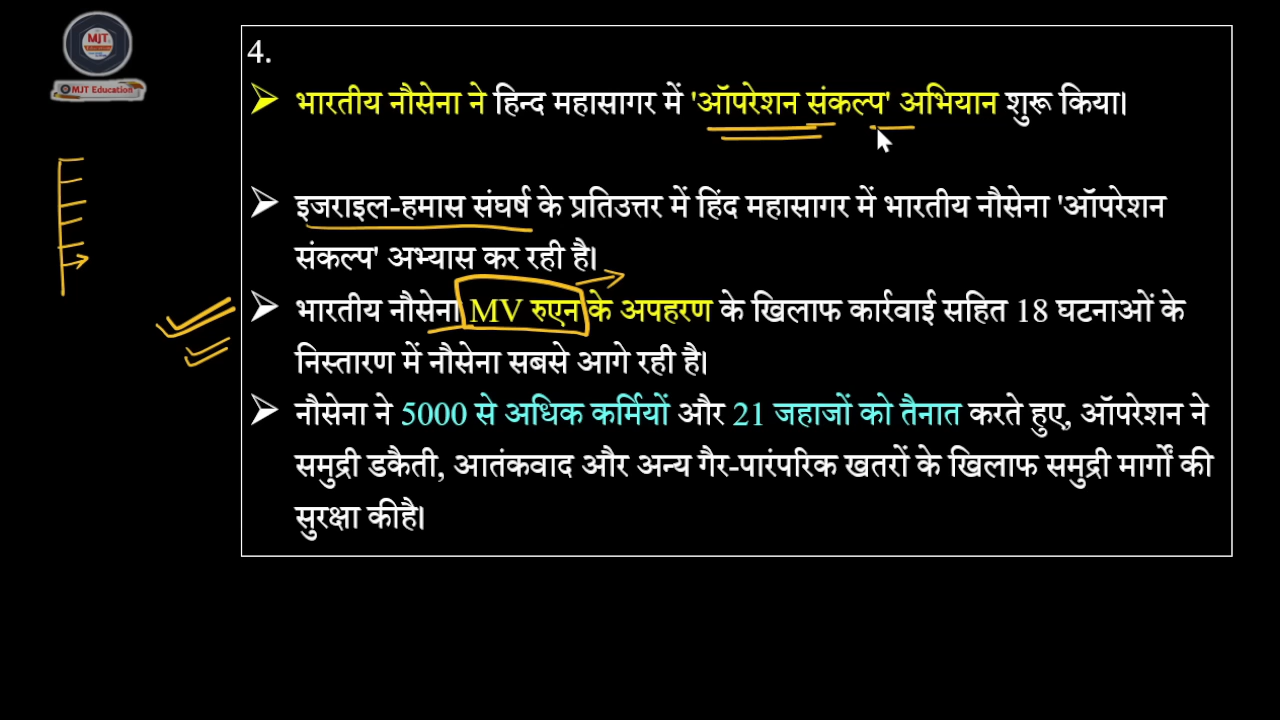 MJT
MJT Education
4.
भारतीय नौसेना ने हिन्द महासागर में 'ऑपरेशन संकल्प' अभियान शुरू किया।
इजराइल-हमास संघर्ष के प्रतिउत्तर में हिंद महासागर में भारतीय नौसेना 'ऑपरेशन
संकल्प' अभ्यास कर रही है।
भारतीय नौसेना MV रुएन के अपहरण के खिलाफ कार्रवाई सहित 18 घटनाओं के
निस्तारण में नौसेना सबसे आगे रही है।
नौसेना ने 5000 से अधिक कर्मियों और 21 जहाजों को तैनात करते हुए, ऑपरेशन ने
समुद्री डकैती, आतंकवाद और अन्य गैर-पारंपरिक खतरों के खिलाफ समुद्री मार्गों की
सुरक्षा कीहै।